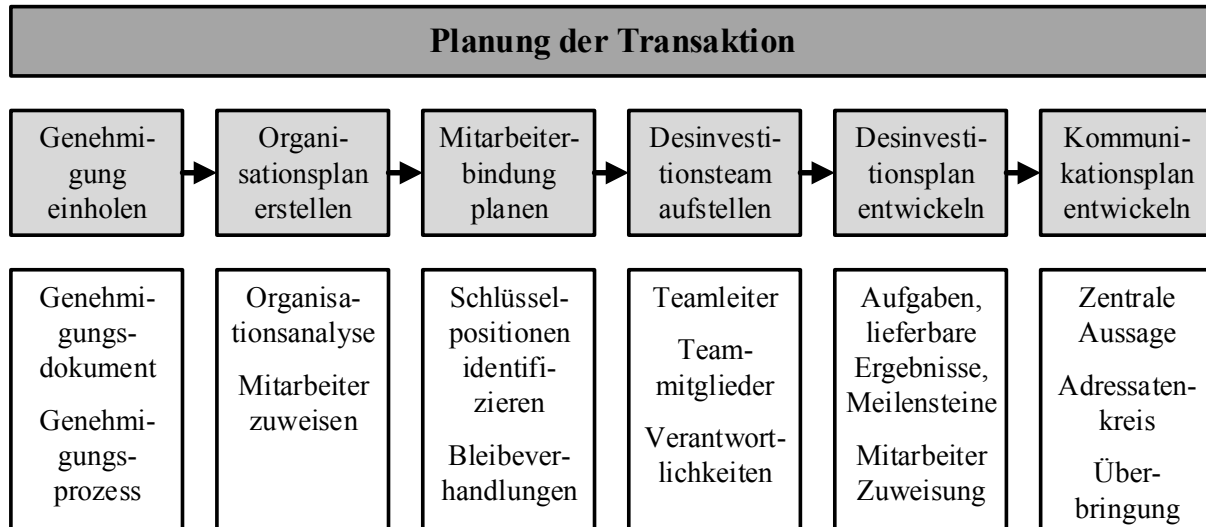 Planung der Transaktion
Genehmi-
gung
einholen
Organi-
sationsplan
erstellen
Mitarbeiter-
bindung
planen
Desinvesti-
tionsteam
aufstellen
Desinvesti-
tionsplan
entwickeln
Kommuni-
kationsplan
entwickeln
Genehmi-
gungs-
dokument
Genehmi-
gungs-
prozess
Organisa-
tionsanalyse
Mitarbeiter
zuweisen
Schlüssel-
positionen
identifi-
zieren
Bleibever-
handlungen
Teamleiter
Team-
mitglieder
Verantwort-
lichkeiten
Aufgaben,
lieferbare
Ergebnisse,
Meilensteine
Mitarbeiter
Zuweisung
Zentrale
Aussage
Adressaten-
kreis
Über-
bringung